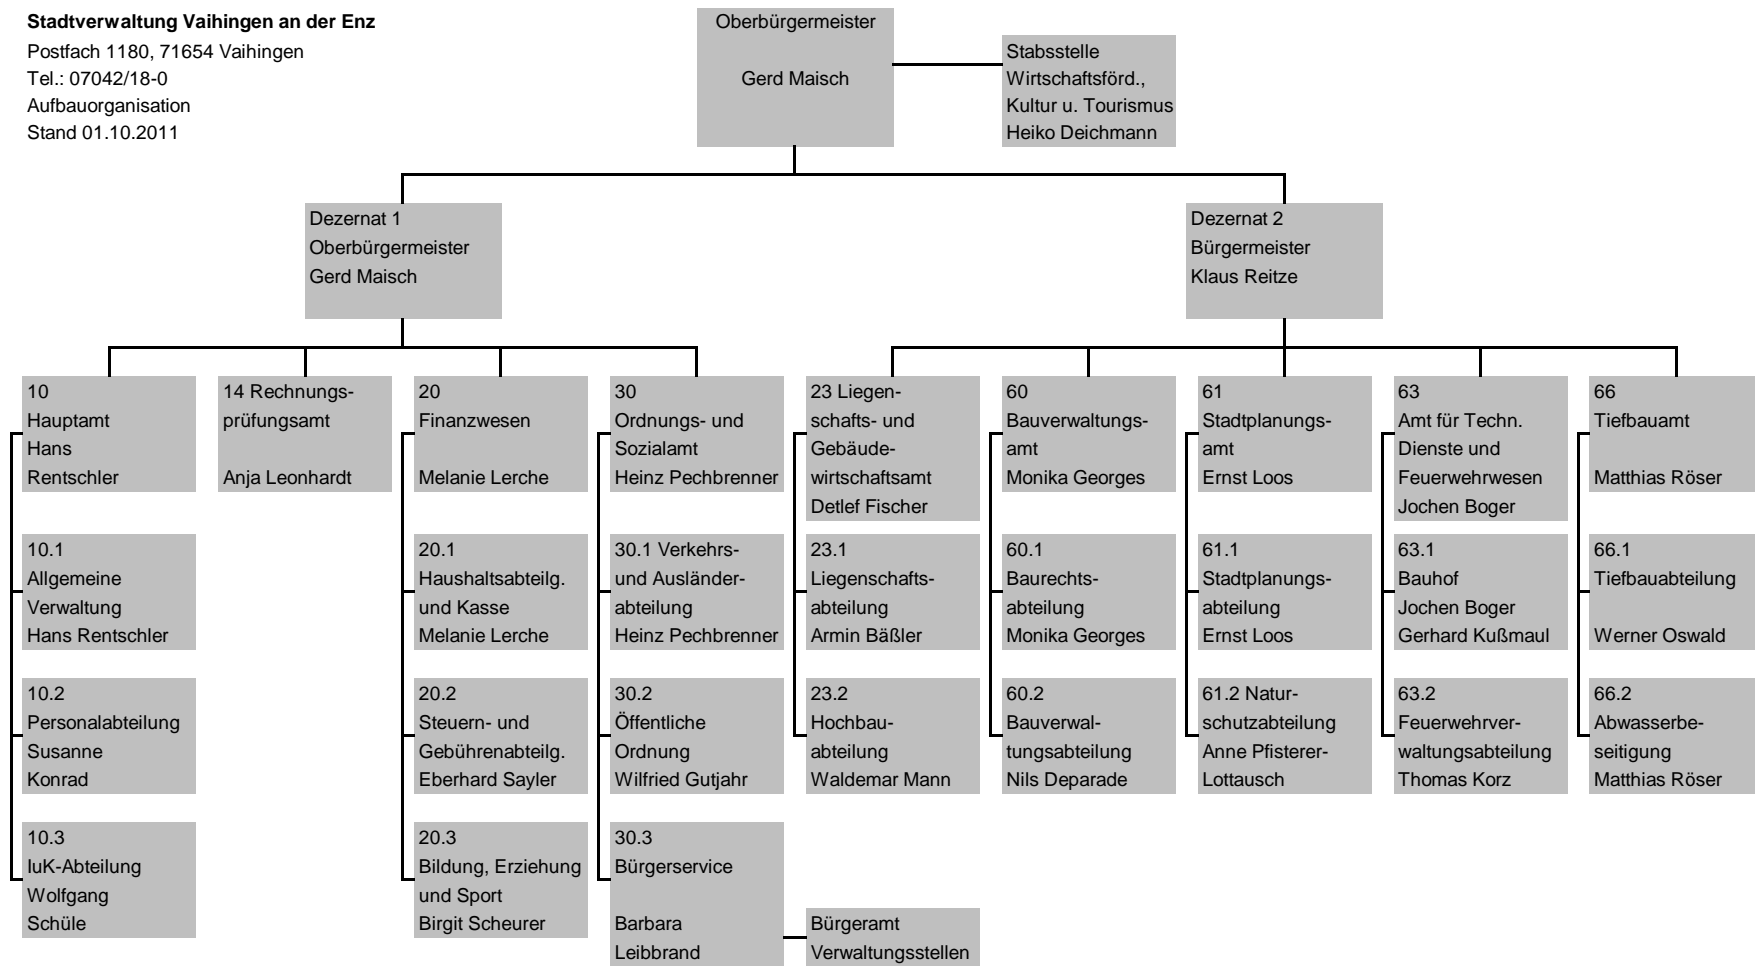 Stadtverwaltung Vaihingen an der Enz
Postfach 1180, 71654 Vaihingen
Tel.: 07042/18-0
Aufbauorganisation
Stand 01.10.2011
Oberbürgermeister
Gerd Maisch
Stabsstelle
Wirtschaftsförd.,
Kultur u. Tourismus
Heiko Deichmann
Dezernat 1
Oberbürgermeister
Gerd Maisch
Dezernat 2
Bürgermeister
Klaus Reitze
10
Hauptamt
Hans
Rentschler
14 Rechnungs-
prüfungsamt
Anja Leonhardt
20
Finanzwesen
Melanie Lerche
30
Ordnungs- und
Sozialamt
Heinz Pechbrenner
23 Liegen-
schafts- und
Gebäude-
wirtschaftsamt
Detlef Fischer
60
Bauverwaltungs-
amt
Monika Georges
61
Stadtplanungs-
amt
Ernst Loos
63
Amt für Techn.
Dienste und
Feuerwehrwesen
Jochen Boger
66
Tiefbauamt
Matthias Röser
10.1
Allgemeine
Verwaltung
Hans Rentschler
20.1
Haushaltsabteilg.
und Kasse
Melanie Lerche
30.1 Verkehrs-
und Ausländer-
abteilung
Heinz Pechbrenner
23.1
Liegenschafts-
abteilung
Armin Bäßler
60.1
Baurechts-
abteilung
Monika Georges
61.1
Stadtplanungs-
abteilung
Ernst Loos
63.1
Bauhof
Jochen Boger
Gerhard Kußmaul
66.1
Tiefbauabteilung
Werner Oswald
10.2
Personalabteilung
Susanne
Konrad
20.2
Steuern- und
Gebührenabteilg.
Eberhard Sayler
30.2
Öffentliche
Ordnung
Wilfried Gutjahr
23.2
Hochbau-
abteilung
Waldemar Mann
60.2
Bauverwal-
tungsabteilung
Nils Deparade
61.2 Natur-
schutzabteilung
Anne Pfisterer-
Lottausch
63.2
Feuerwehrver-
waltungsabteilung
Thomas Korz
66.2
Abwasserbe-
seitigung
Matthias Röser
10.3
IuK-Abteilung
Wolfgang
Schüle
20.3
Bildung, Erziehung
und Sport
Birgit Scheurer
30.3
Bürgerservice
Barbara
Leibbrand
Bürgeramt
Verwaltungsstellen